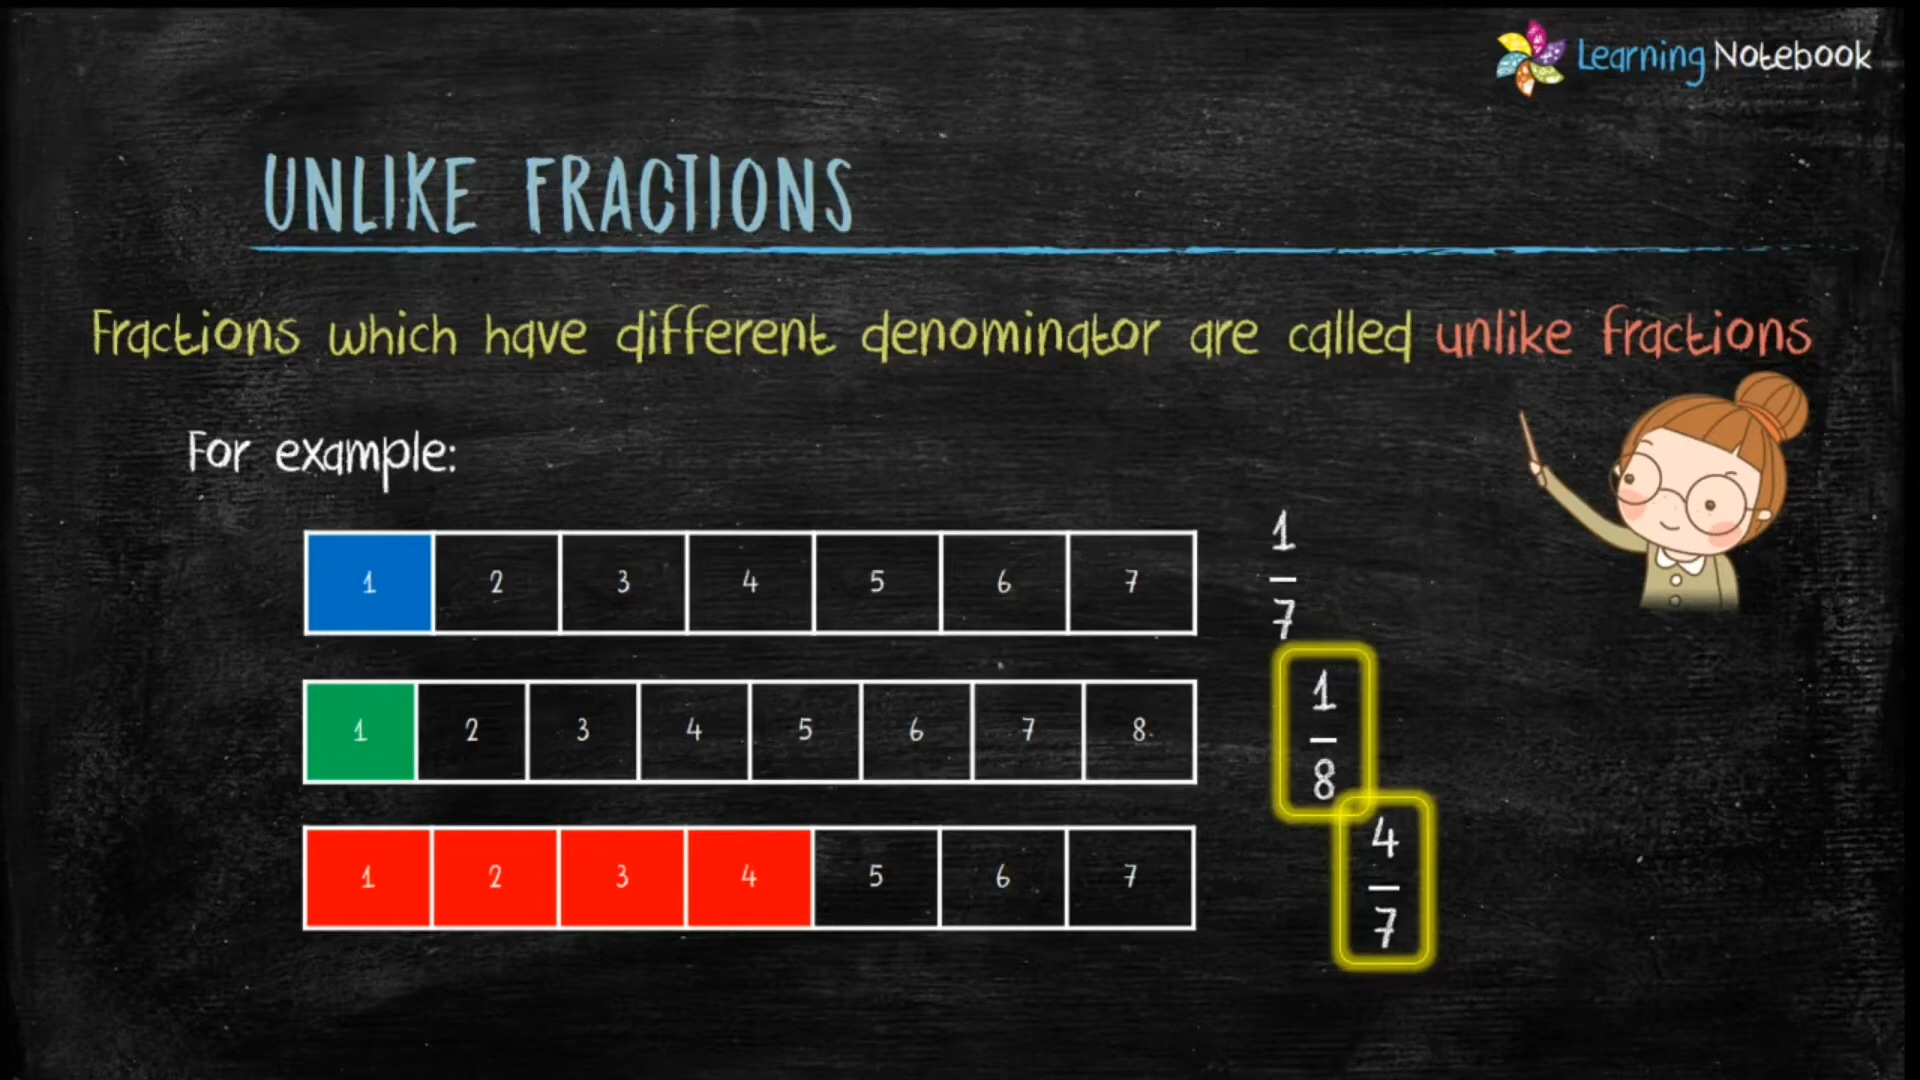 Learning Notebook
UNLIKE FRACTIONS
Fractions which have different denominator are called unlike fractions
For example:
1 2 3 4 5 6 7
1
7
1 2 3 4 5 6 7 8
1
8
1 2 3 4 5 6 7
4
7